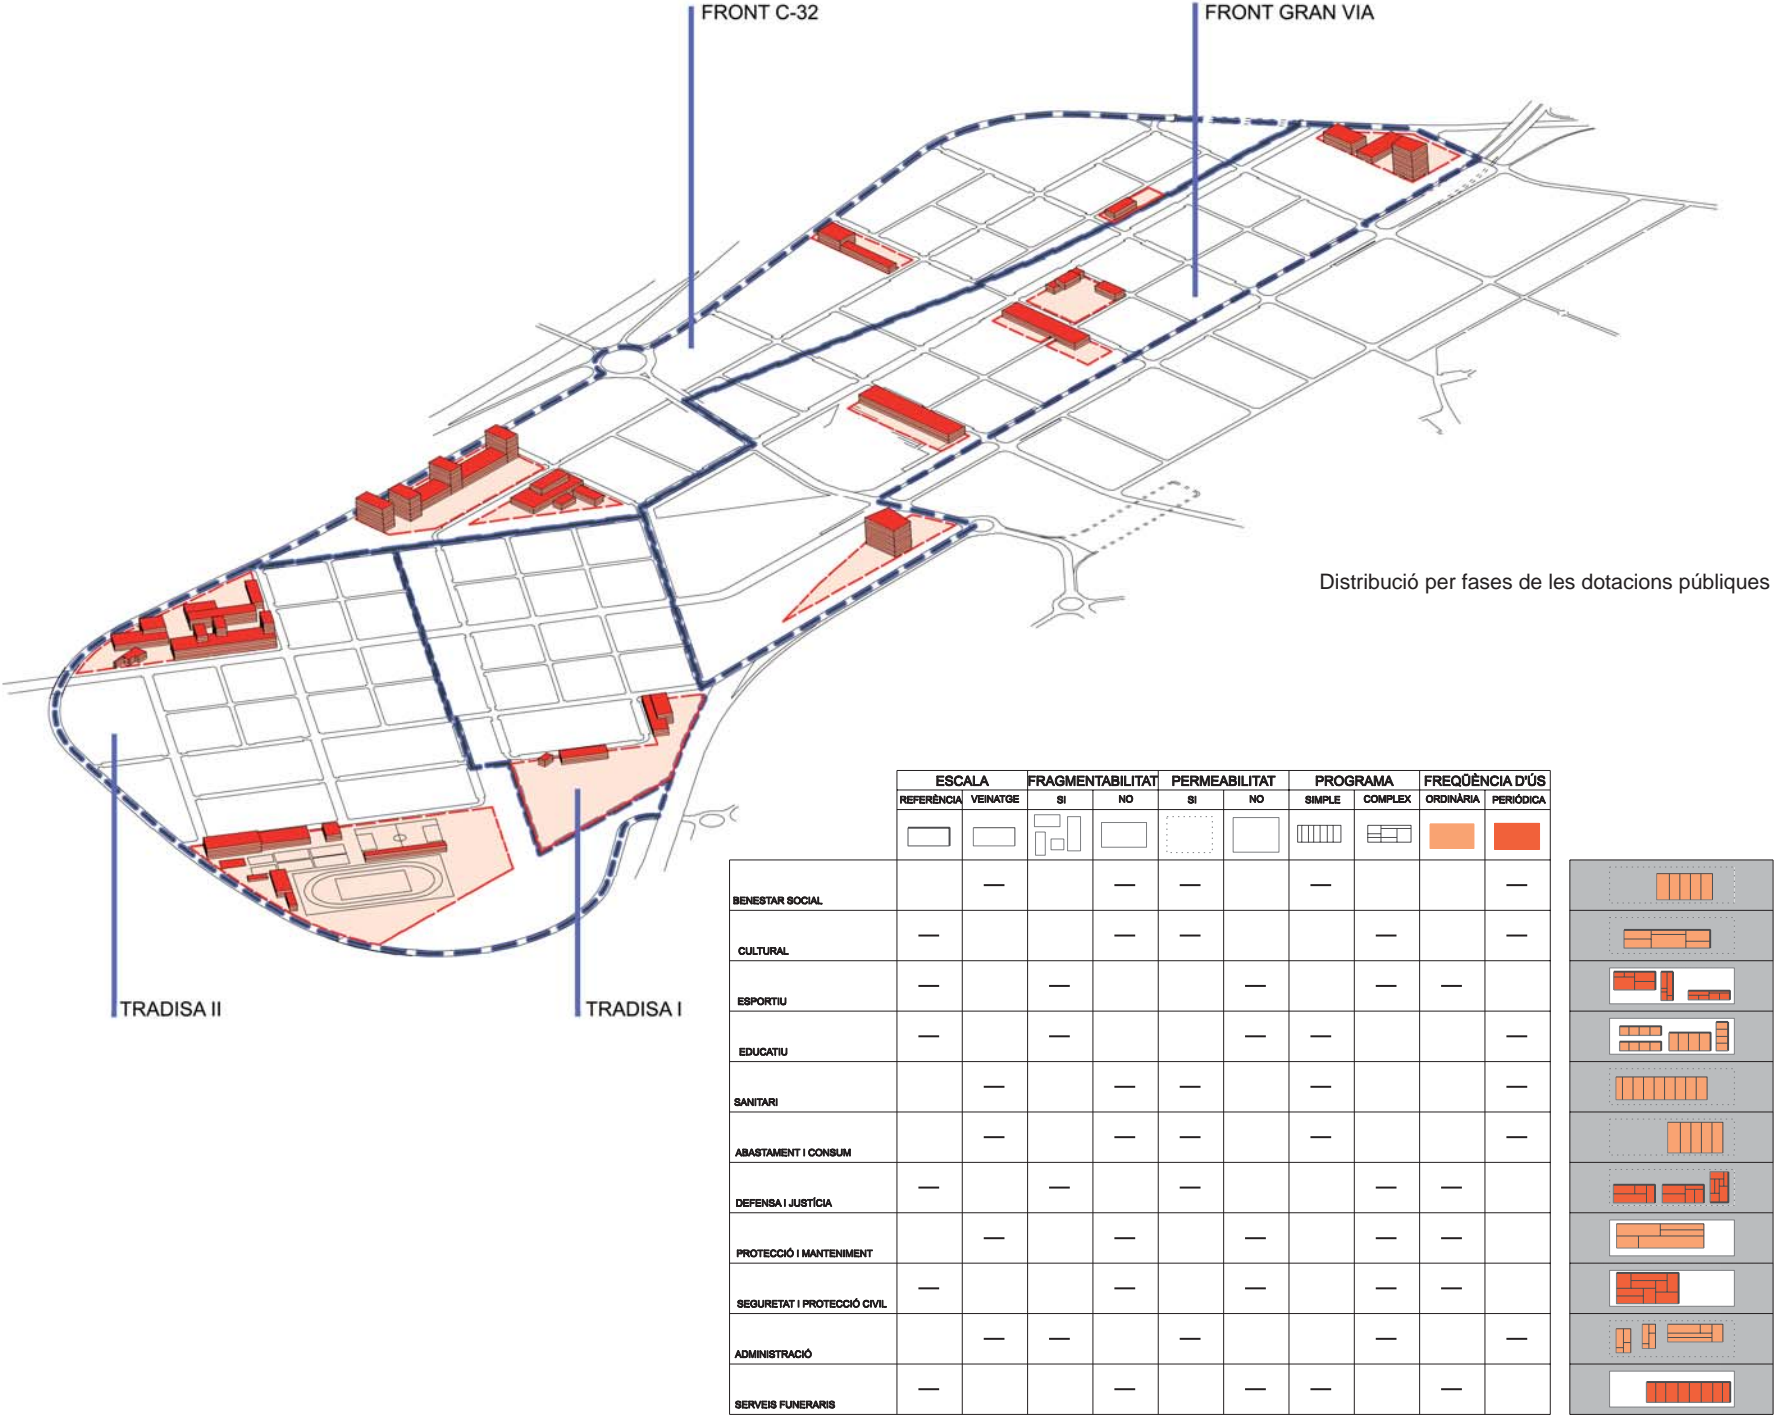 FRONT C-32
FRONT GRAN VIA
Distribució per fases de les dotacions públiques
TRADISA II
TRADISA I
ESCALA FRAGMENTABILITAT PERMEABILITAT PROGRAMA FREQÜÈNCIA D'ÚS
REFERÈNCIA VEINATGE SI NO SI NO SIMPLE COMPLEX ORDINÀRIA PERIÓDICA
BENESTAR SOCIAL
CULTURAL
ESPORTIU
EDUCATIU
SANITARI
ABASTAMENT I CONSUM
DEFENSA I JUSTÍCIA
PROTECCIÓ I MANTENIMENT
SEGURETAT I PROTECCIÓ CIVIL
ADMINISTRACIÓ
SERVEIS FUNERARIS